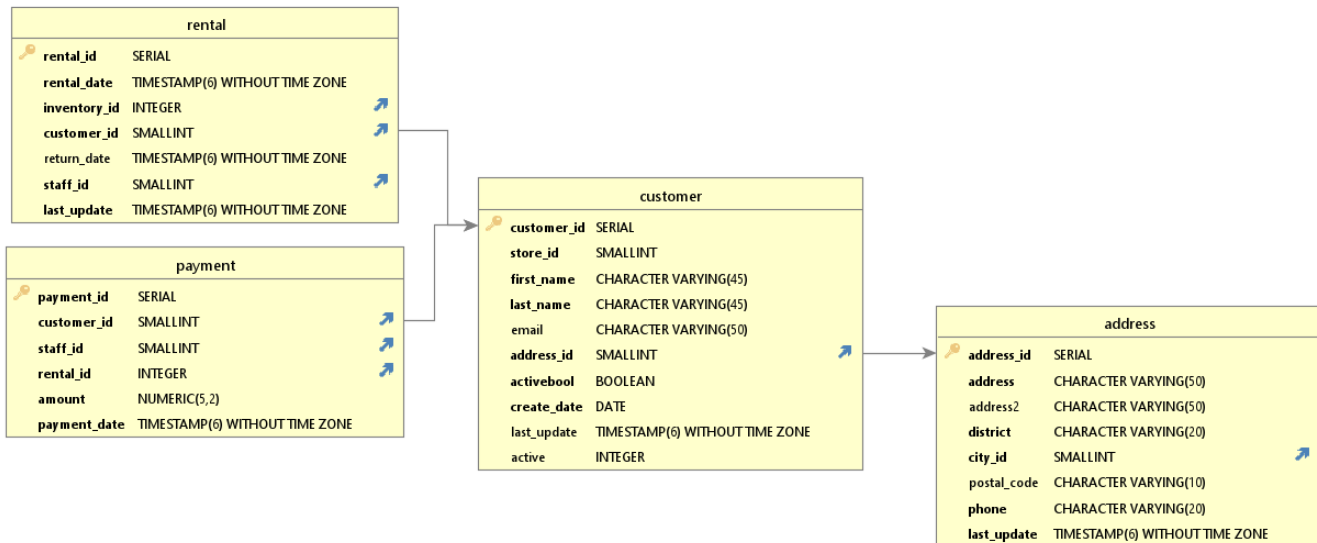 rental
rental_id SERIAL
rental_date TIMESTAMP(6) WITHOUT TIME ZONE
inventory_id INTEGER
customer_id SMALLINT
return_date TIMESTAMP(6) WITHOUT TIME ZONE
staff_id SMALLINT
last_update TIMESTAMP(6) WITHOUT TIME ZONE
payment
payment_id SERIAL
customer_id SMALLINT
staff_id SMALLINT
rental_id INTEGER
amount NUMERIC(5,2)
payment_date TIMESTAMP(6) WITHOUT TIME ZONE
customer
customer_id SERIAL
store_id SMALLINT
first_name CHARACTER VARYING(45)
last_name CHARACTER VARYING(45)
email CHARACTER VARYING(50)
address_id SMALLINT
activebool BOOLEAN
create_date DATE
last_update TIMESTAMP(6) WITHOUT TIME ZONE
active INTEGER
address
address_id SERIAL
address CHARACTER VARYING(50)
address2 CHARACTER VARYING(50)
district CHARACTER VARYING(20)
city_id SMALLINT
postal_code CHARACTER VARYING(10)
phone CHARACTER VARYING(20)
last_update TIMESTAMP(6) WITHOUT TIME ZONE